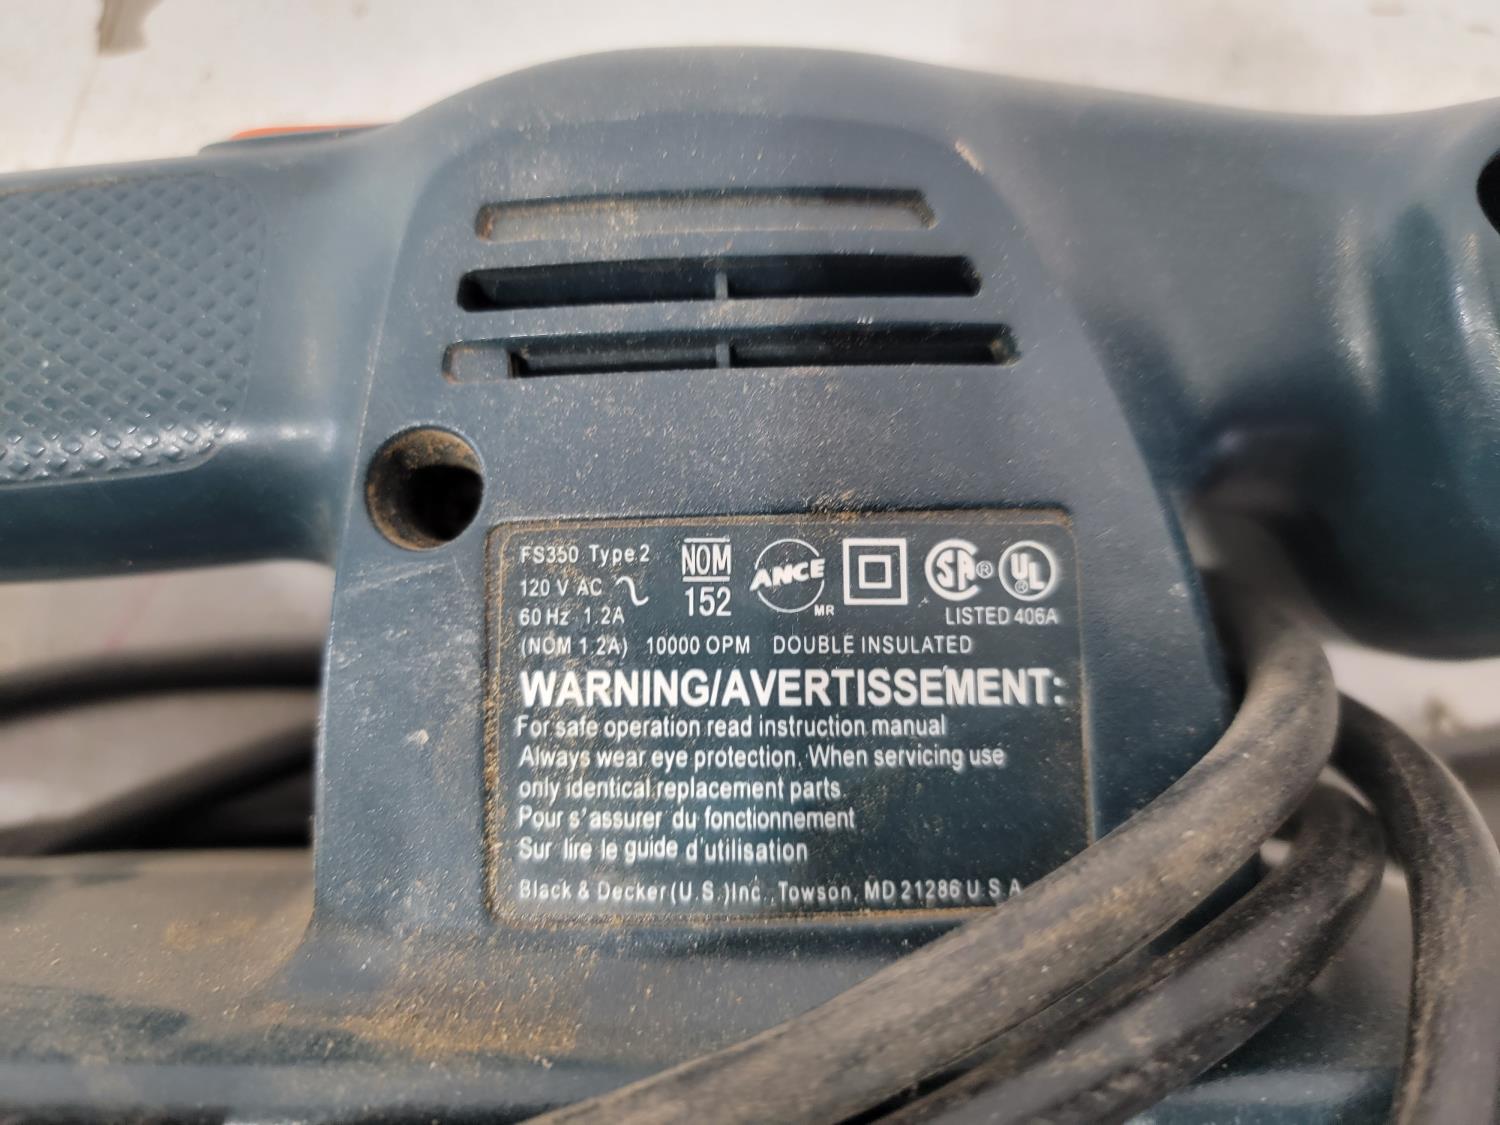 FS350 Type 2
NOM
152
ANCE
MR
SA®
UL®
120 V AC
60 Hz 1.2A
LISTED 406A
(NOM 1.2A) 10000 OPM DOUBLE INSULATED
WARNING/AVERTISSEMENT:
For safe operation read instruction manual
Always wear eye protection. When servicing use
only identical replacement parts.
Pour s'assurer du fonctionnement
Sur lire le guide d'utilisation
Black & Decker (U.S.) Inc., Towson, MD 21286 U.S.A